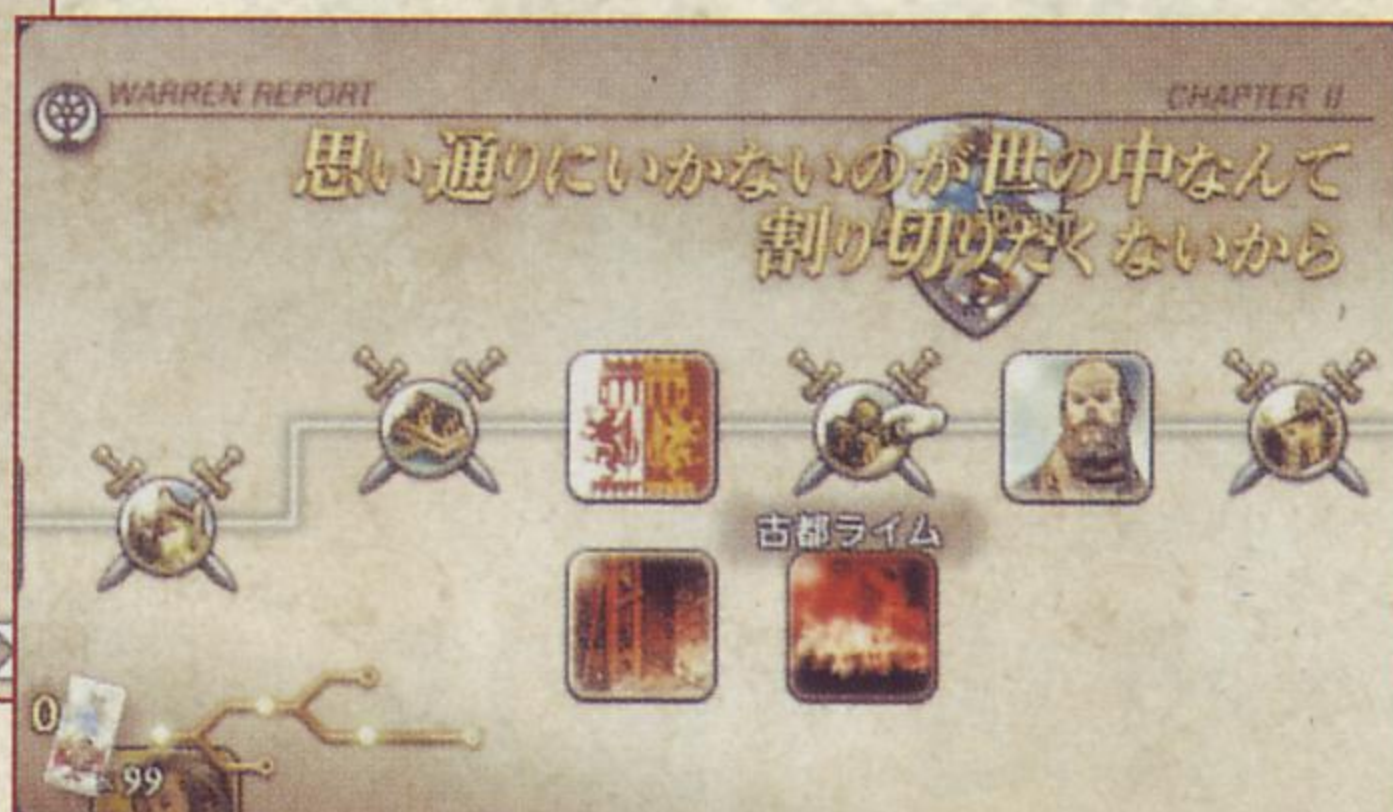 WARREN REPORT
CHAPTER II
思い通りにいかないのが世の中なんて
割り切りたくないから
古都ライム
0
99